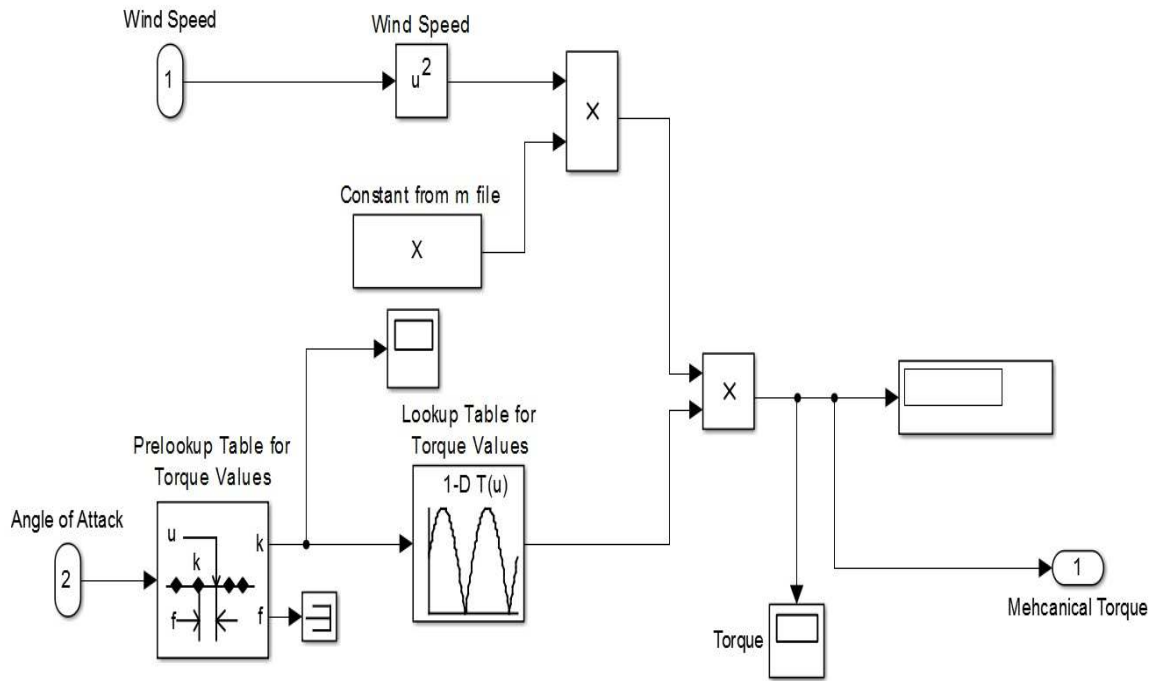 Wind Speed
1
Wind Speed
u²
X
Constant from m file
X
Prelookup Table for
Torque Values
Lookup Table for
Torque Values
1-D T(u)
X
Angle of Attack
2
u
k
f
k
f
Torque
1
Mehcanical Torque